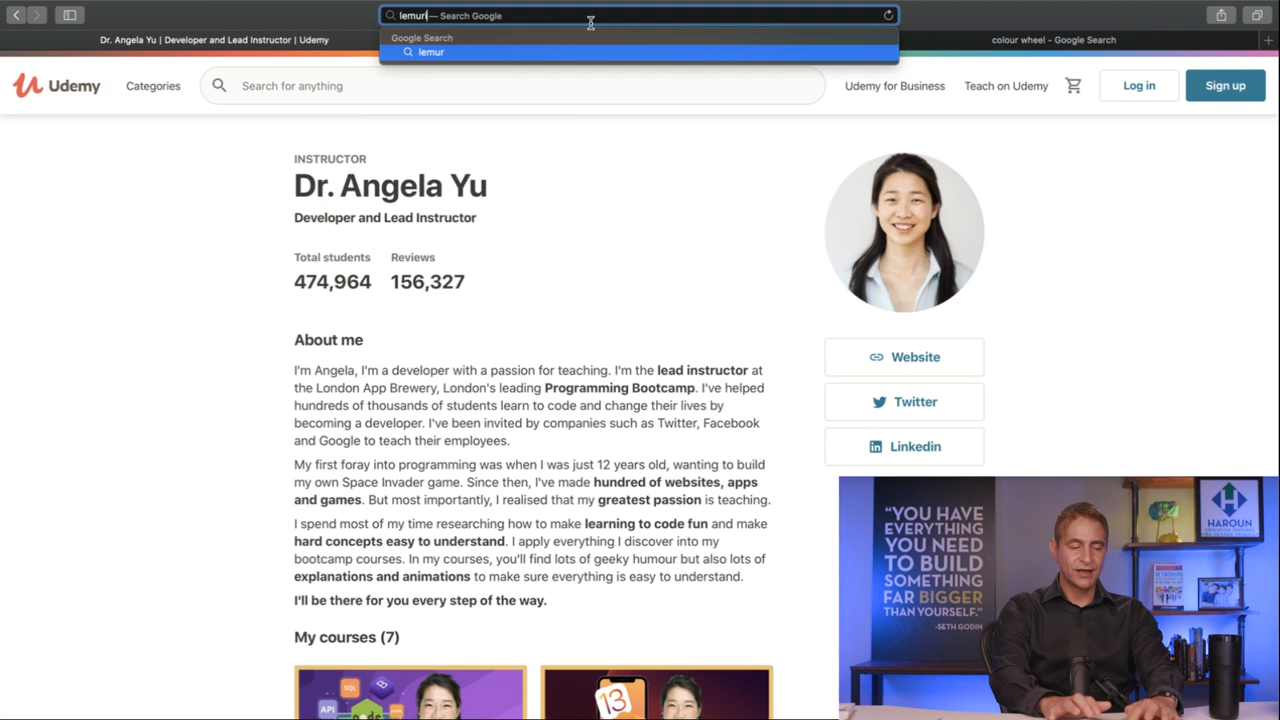 lemur — Search Google
Google Search
lemur
Dr. Angela Yu | Developer and Lead Instructor | Udemy
colour wheel - Google Search
Udemy
Categories
Search for anything
Udemy for Business
Teach on Udemy
Log in
Sign up
INSTRUCTOR
Dr. Angela Yu
Developer and Lead Instructor
Total students
Reviews
474,964
156,327
About me
I'm Angela, I'm a developer with a passion for teaching. I'm the lead instructor at
the London App Brewery, London's leading Programming Bootcamp. I've helped
hundreds of thousands of students learn to code and change their lives by
becoming a developer. I've been invited by companies such as Twitter, Facebook
and Google to teach their employees.
My first foray into programming was when I was just 12 years old, wanting to build
my own Space Invader game. Since then, I've made hundred of websites, apps
and games. But most importantly, I realised that my greatest passion is teaching.
I spend most of my time researching how to make learning to code fun and make
hard concepts easy to understand. I apply everything I discover into my
bootcamp courses. In my courses, you'll find lots of geeky humour but also lots of
explanations and animations to make sure everything is easy to understand.
I'll be there for you every step of the way.
My courses (7)
SQL
API
13
Website
Twitter
Linkedin
"YOU HAVE
EVERYTHING
YOU NEED
TO BUILD
SOMETHING
FAR BIGGER
THAN YOURSELF."
-SETH GODIN
HAROUN